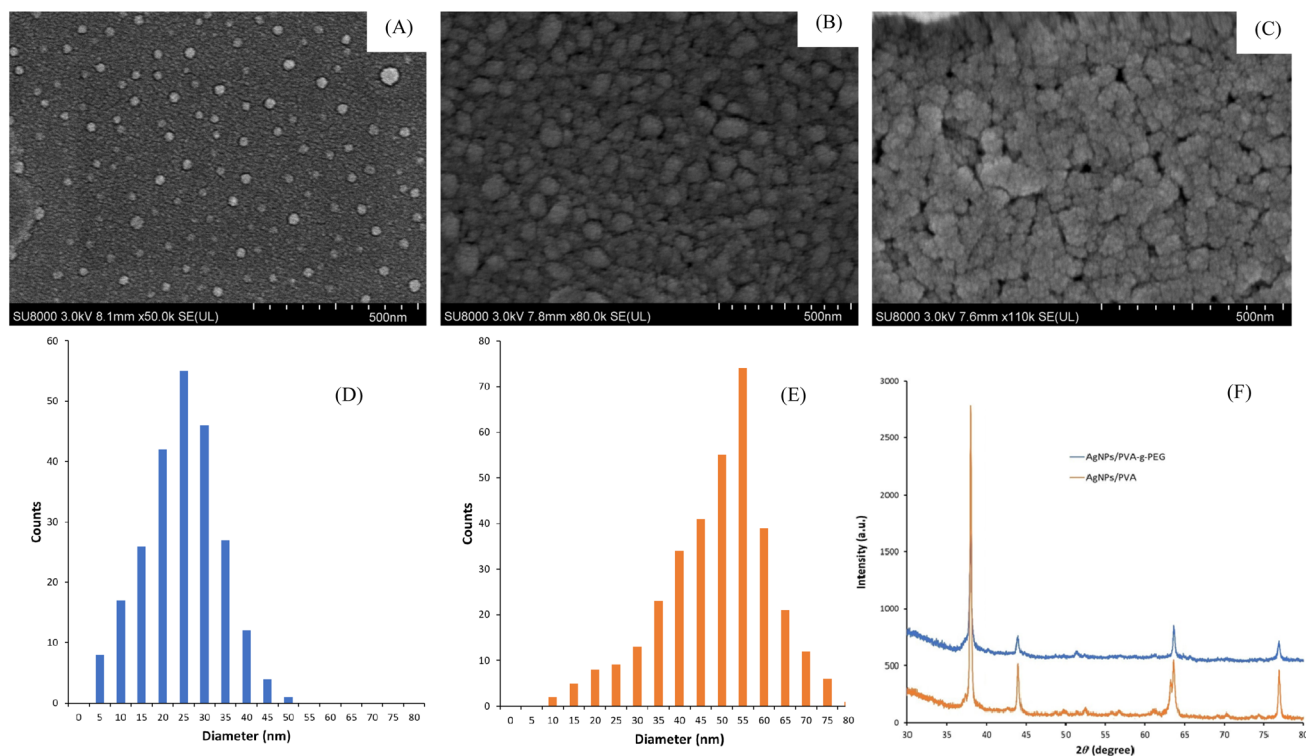 (A)
(B)
(C)
SU8000 3.0kV 8.1mm x50.0k SE(UL) 500nm
SU8000 3.0kV 7.8mm x80.0k SE(UL) 500nm
SU8000 3.0kV 7.6mm x110k SE(UL) 500nm
60
50
40
30
20
10
0
Counts
0 5 10 15 20 25 30 35 40 45 50 55 60 65 70 75 80
Diameter (nm)
(D)
80
70
60
50
40
30
20
10
0
Counts
0 5 10 15 20 25 30 35 40 45 50 55 60 65 70 75 80
Diameter (nm)
(E)
3000
2500
2000
1500
1000
500
0
Intensity (a.u.)
30 35 40 45 50 55 60 65 70 75 80
2θ (degree)
(F)
AgNPs/PVA-g-PEG
AgNPs/PVA